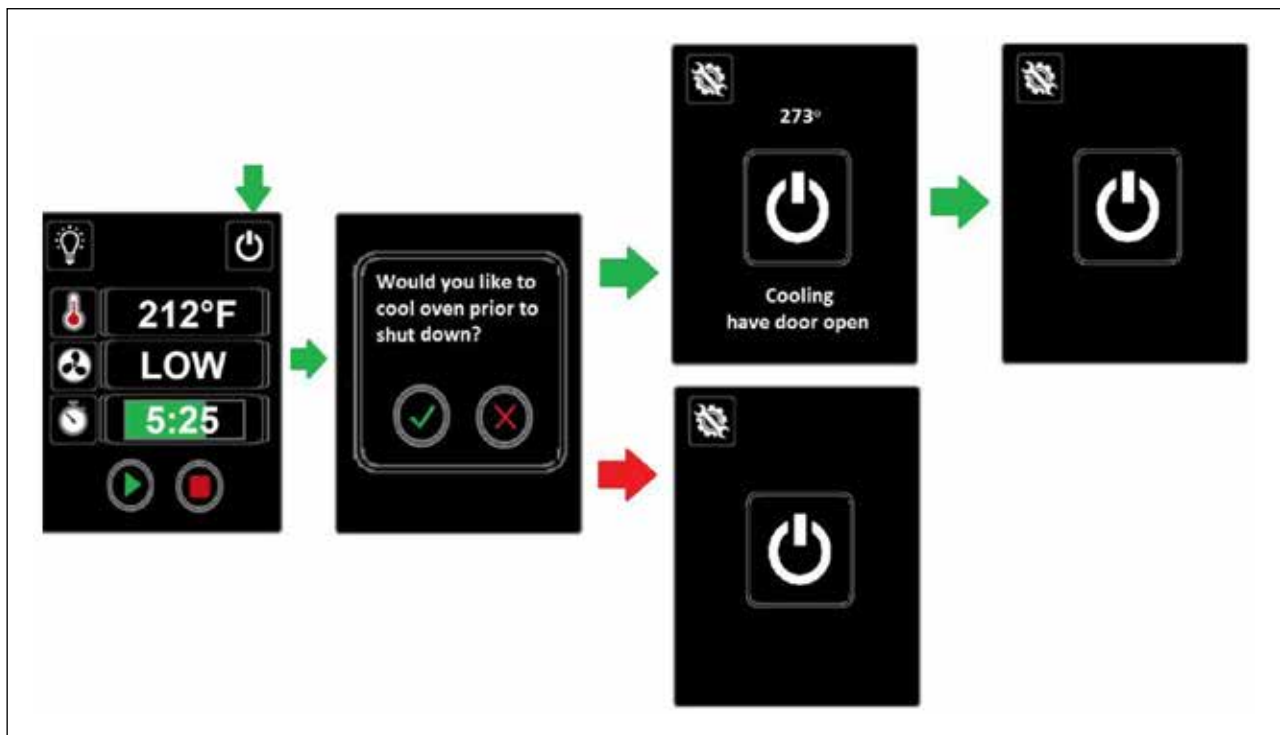 212°F
LOW
5:25
Would you like to
cool oven prior to
shut down?
273°
Cooling
have door open